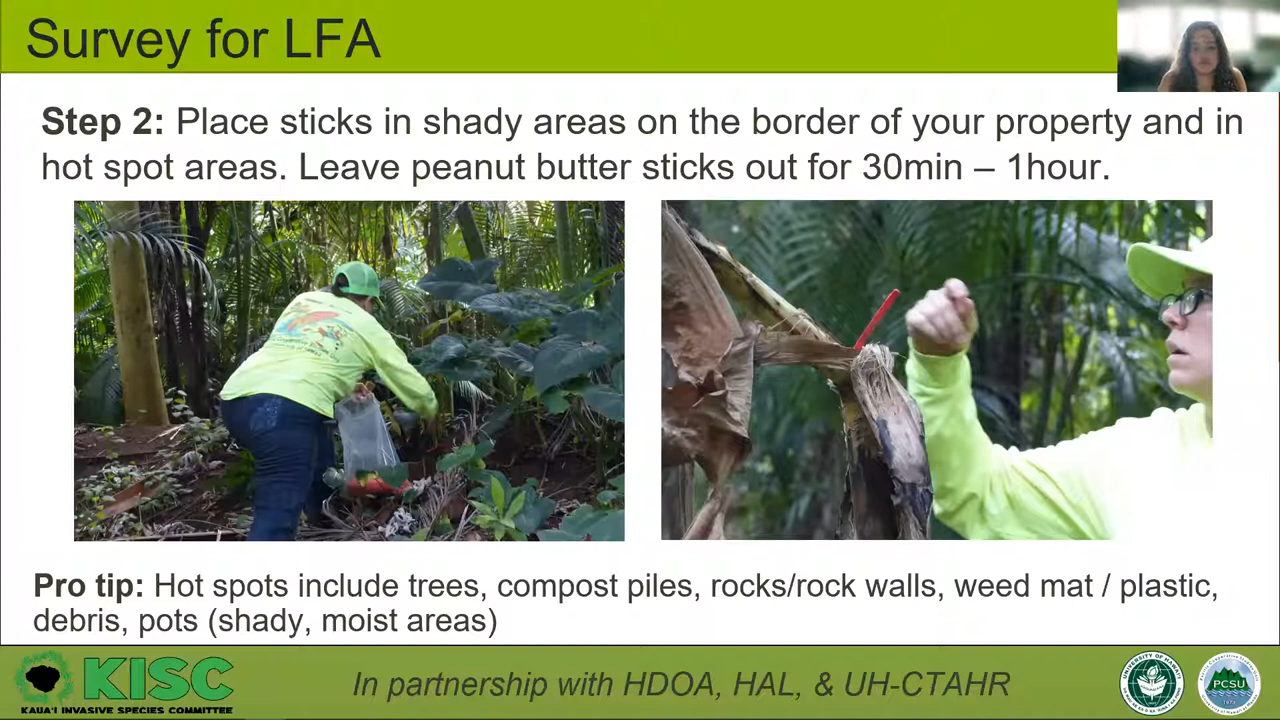 Survey for LFA
Step 2: Place sticks in shady areas on the border of your property and in
hot spot areas. Leave peanut butter sticks out for 30min – 1hour.
Pro tip: Hot spots include trees, compost piles, rocks/rock walls, weed mat / plastic,
debris, pots (shady, moist areas)
KISC
KAUA'I INVASIVE SPECIES COMMITTEE
In partnership with HDOA, HAL, & UH-CTAHR
UNIVERSITY OF HAWAI'I
PCSU